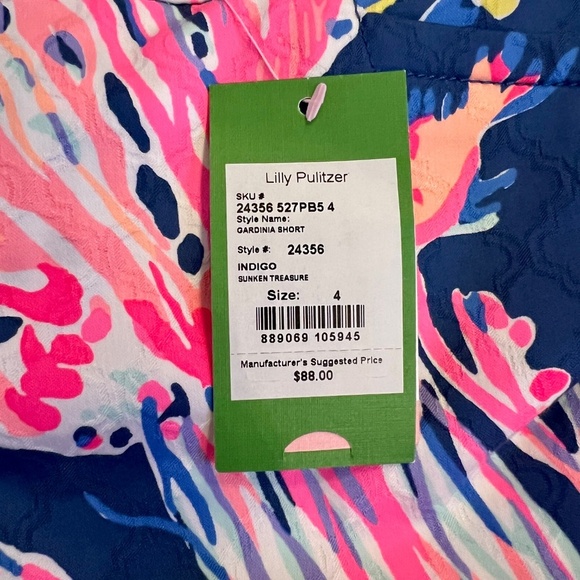 Lilly Pulitzer
SKU #
24356 527PB5 4
Style Name:
GARDINIA SHORT
Style #: 24356
INDIGO
SUNKEN TREASURE
Size: 4
889069 105945
Manufacturer's Suggested Price
$88.00